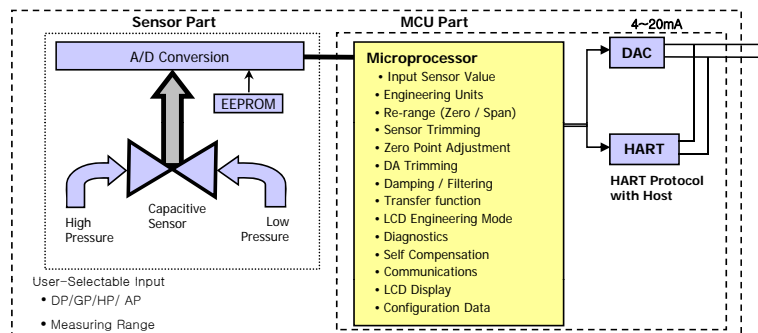 Sensor Part
MCU Part
4~20mA
A/D Conversion
EEPROM
High
Pressure
Capacitive
Sensor
Low
Pressure
User-Selectable Input
• DP/GP/HP/ AP
• Measuring Range
Microprocessor
• Input Sensor Value
• Engineering Units
• Re-range (Zero / Span)
• Sensor Trimming
• Zero Point Adjustment
• DA Trimming
• Damping / Filtering
• Transfer function
• LCD Engineering Mode
• Diagnostics
• Self Compensation
• Communications
• LCD Display
• Configuration Data
DAC
HART
HART Protocol
with Host